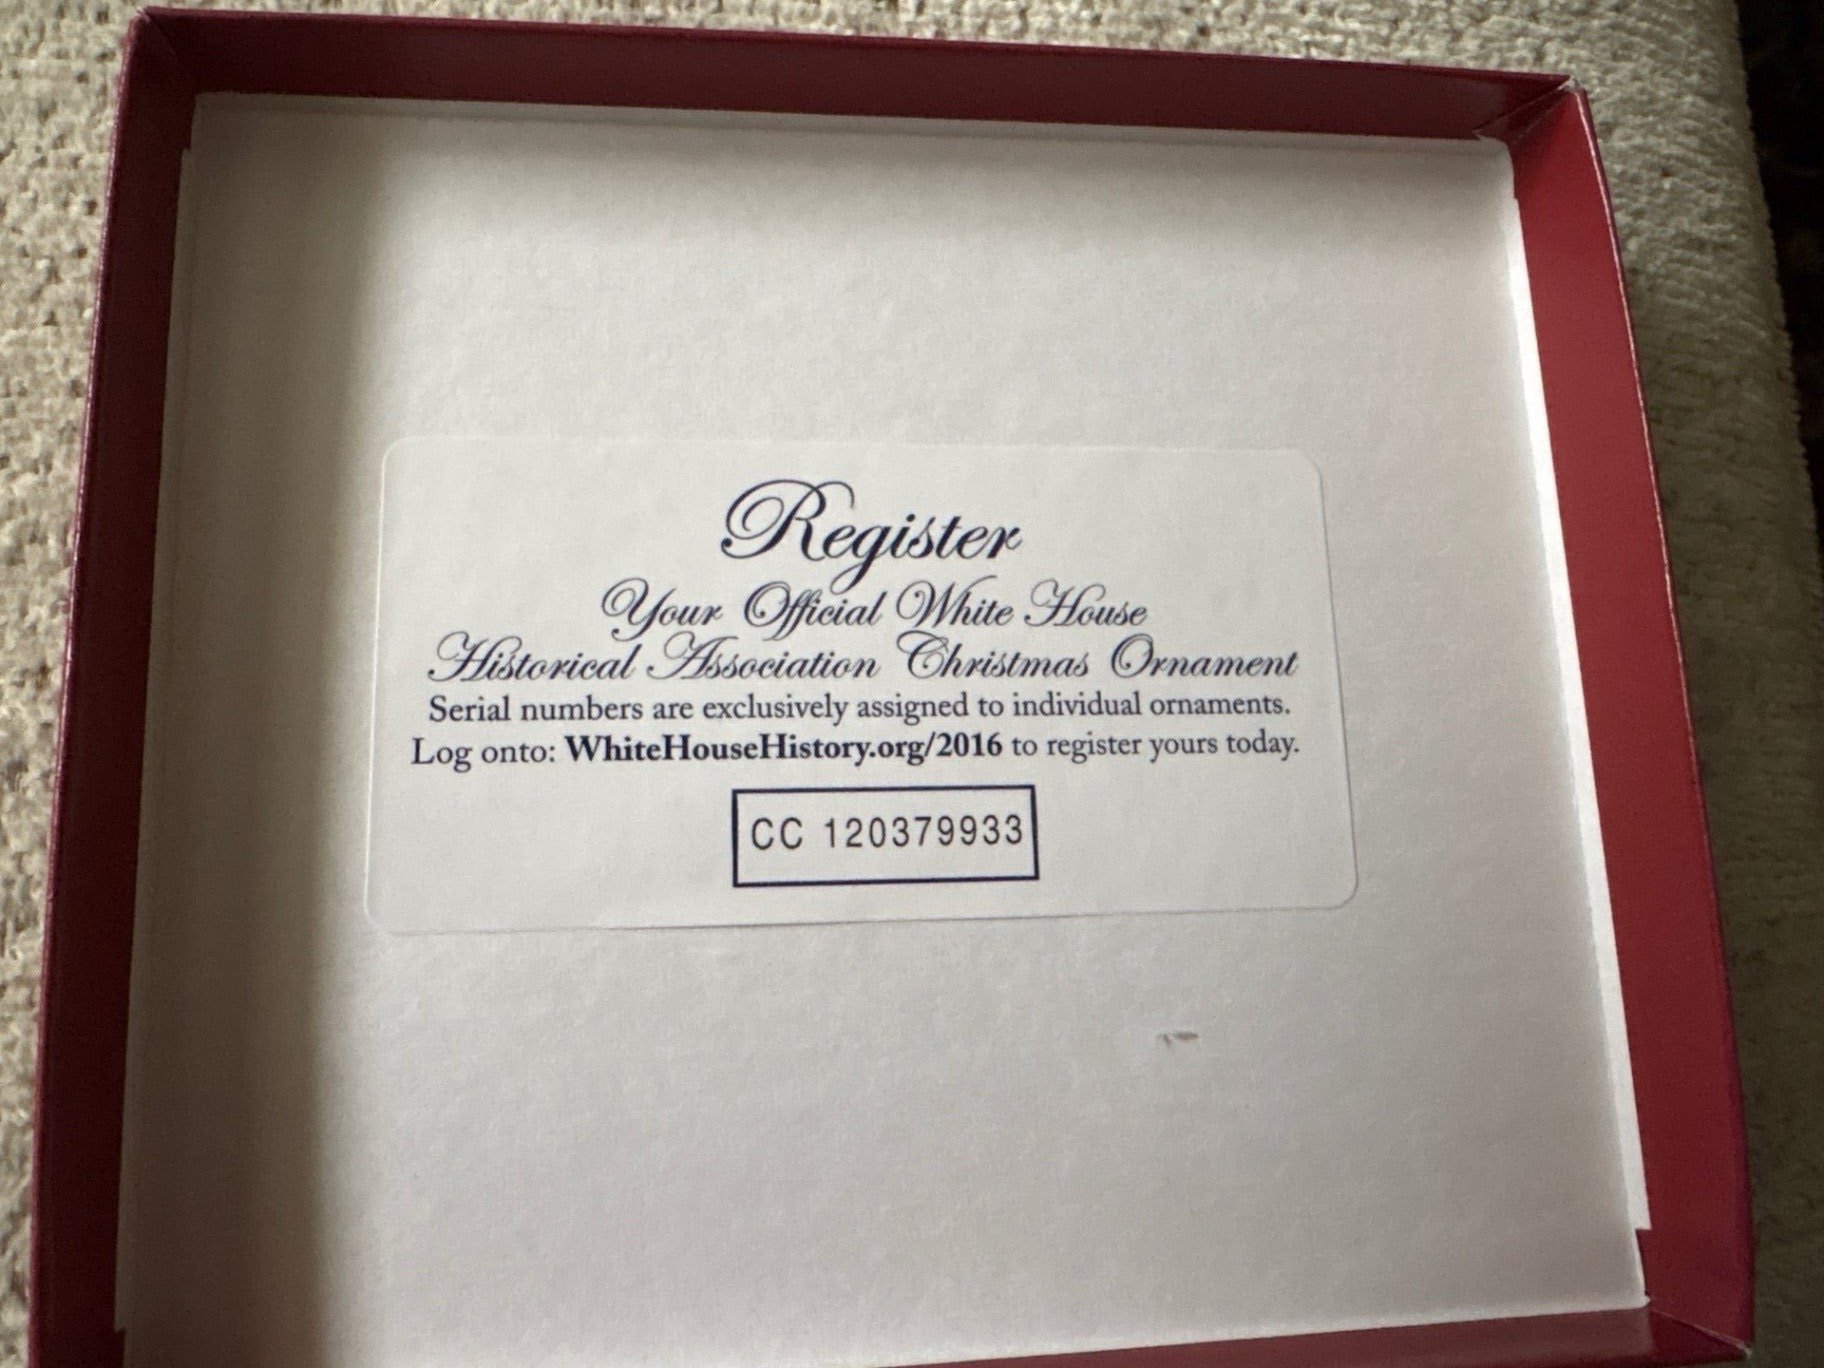 Register
Your Official White House
Historical Association Christmas Ornament
Serial numbers are exclusively assigned to individual ornaments.
Log onto: WhiteHouseHistory.org/2016 to register yours today.
CC 120379933